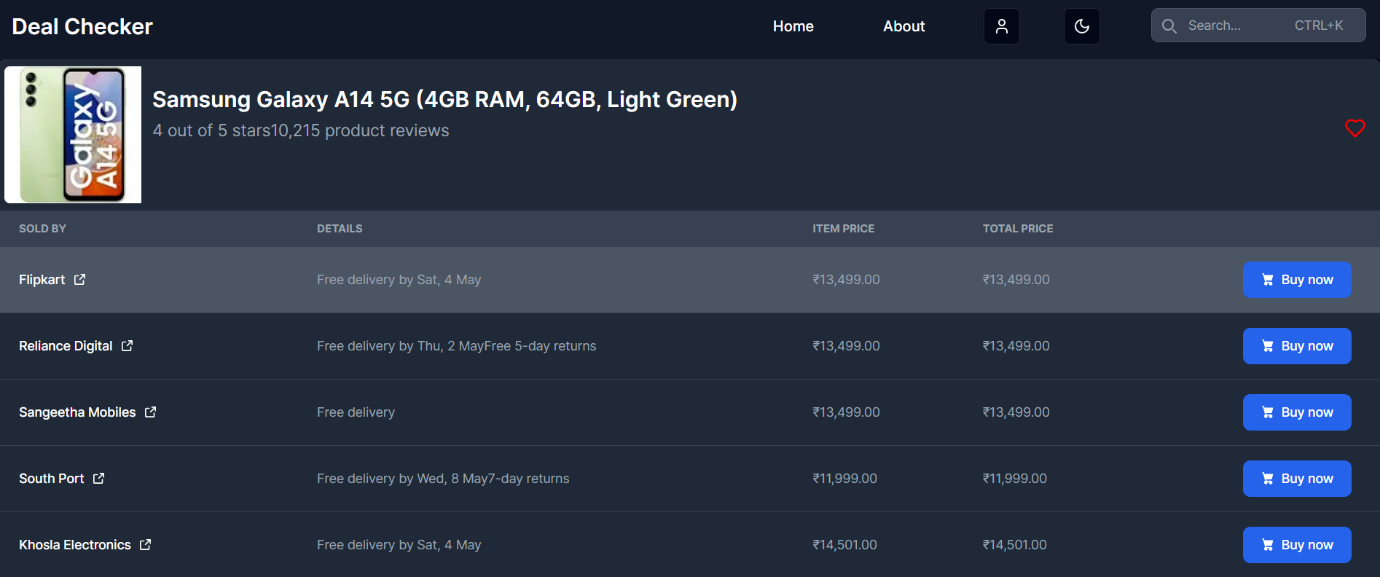 Deal Checker Home About Search... CTRL+K
Galaxy
A14 5G
Samsung Galaxy A14 5G (4GB RAM, 64GB, Light Green)
4 out of 5 stars10,215 product reviews
SOLD BY DETAILS ITEM PRICE TOTAL PRICE
Flipkart Free delivery by Sat, 4 May ₹13,499.00 ₹13,499.00 Buy now
Reliance Digital Free delivery by Thu, 2 MayFree 5-day returns ₹13,499.00 ₹13,499.00 Buy now
Sangeetha Mobiles Free delivery ₹13,499.00 ₹13,499.00 Buy now
South Port Free delivery by Wed, 8 May7-day returns ₹11,999.00 ₹11,999.00 Buy now
Khosla Electronics Free delivery by Sat, 4 May ₹14,501.00 ₹14,501.00 Buy now